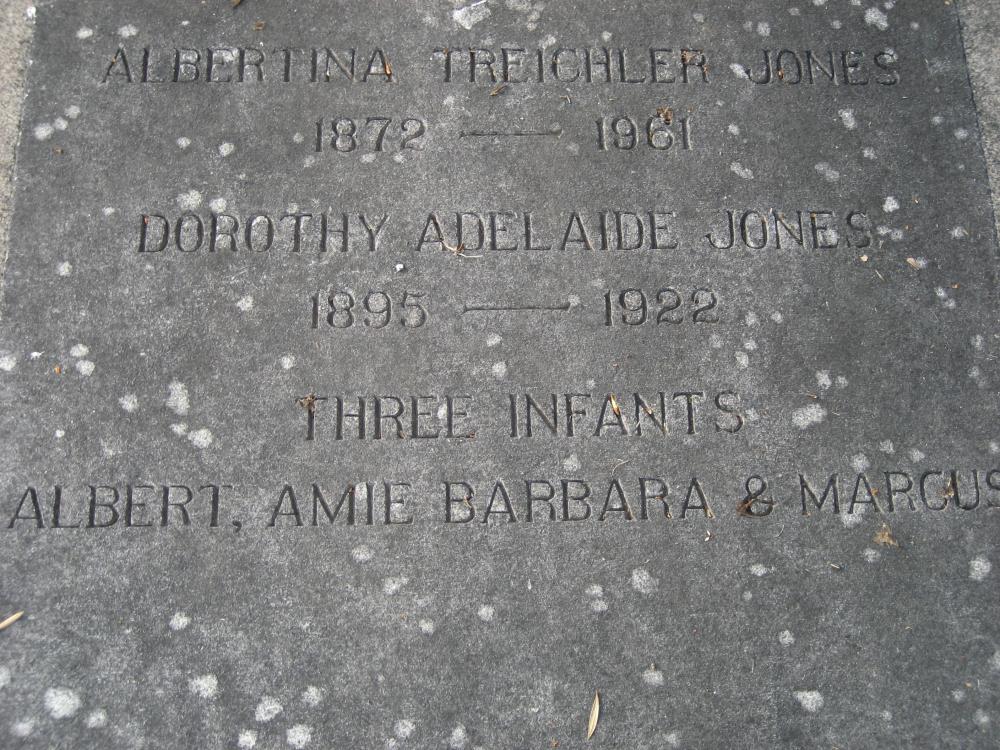 ALBERTINA TREICHLER JONES
1872 — 1961
DOROTHY ADELAIDE JONES
1895 — 1922
THREE INFANTS
ALBERT, AMIE BARBARA & MARCUS